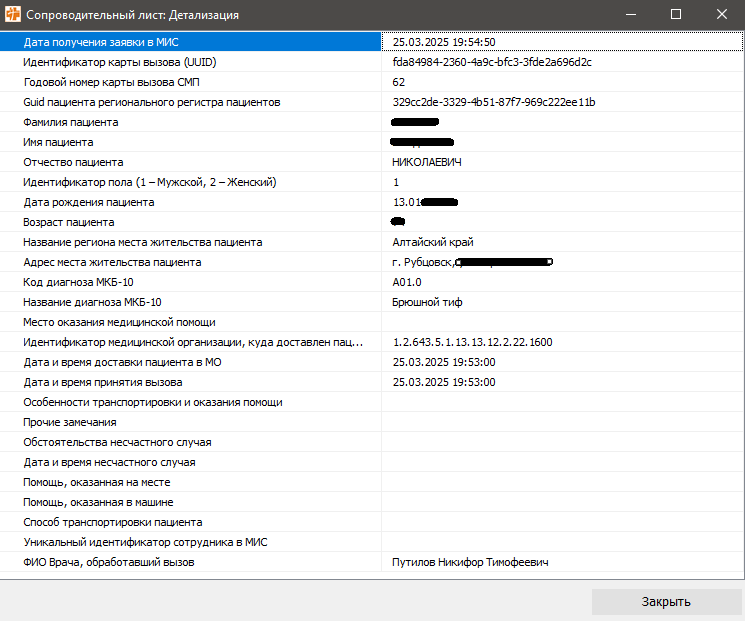 Сопроводительный лист: Детализация
Дата получения заявки в МИС 25.03.2025 19:54:50
Идентификатор карты вызова (UUID) fda84984-2360-4a9c-bfc3-3fde2a696d2c
Годовой номер карты вызова СМП 62
Guid пациента регионального регистра пациентов 329cc2de-3329-4b51-87f7-969c222ee11b
Фамилия пациента
Имя пациента
Отчество пациента НИКОЛАЕВИЧ
Идентификатор пола (1 – Мужской, 2 – Женский) 1
Дата рождения пациента 13.01
Возраст пациента
Название региона места жительства пациента Алтайский край
Адрес места жительства пациента г. Рубцовск,
Код диагноза МКБ-10 A01.0
Название диагноза МКБ-10 Брюшной тиф
Место оказания медицинской помощи
Идентификатор медицинской организации, куда доставлен пац... 1.2.643.5.1.13.13.12.2.22.1600
Дата и время доставки пациента в МО 25.03.2025 19:53:00
Дата и время принятия вызова 25.03.2025 19:53:00
Особенности транспортировки и оказания помощи
Прочие замечания
Обстоятельства несчастного случая
Дата и время несчастного случая
Помощь, оказанная на месте
Помощь, оказанная в машине
Способ транспортировки пациента
Уникальный идентификатор сотрудника в МИС
ФИО Врача, обработавший вызов Путилов Никифор Тимофеевич
Закрыть